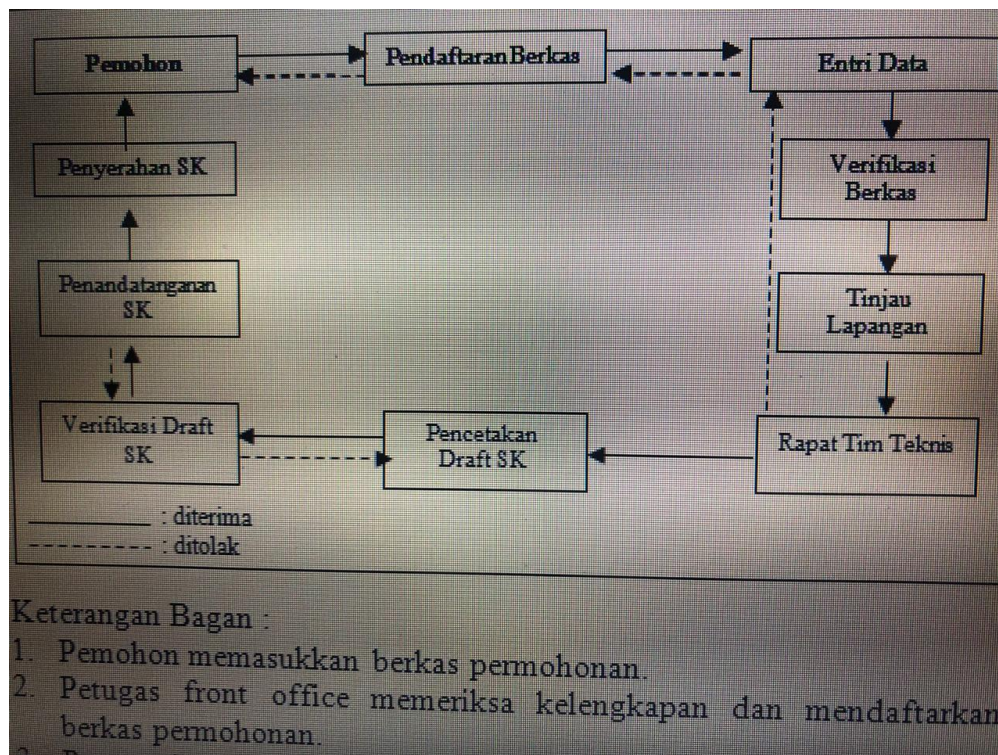 Pemohon
Pendaftaran Berkas
Entri Data
Penyerahan SK
Verifikasi
Berkas
Penandatanganan
SK
Tinjau
Lapangan
Verifikasi Draft
SK
Pencetakan
Draft SK
Rapat Tim Teknis
: diterima
: ditolak
Keterangan Bagan :
1. Pemohon memasukkan berkas permohonan.
2. Petugas front office memeriksa kelengkapan dan mendaftarkan
berkas permohonan.